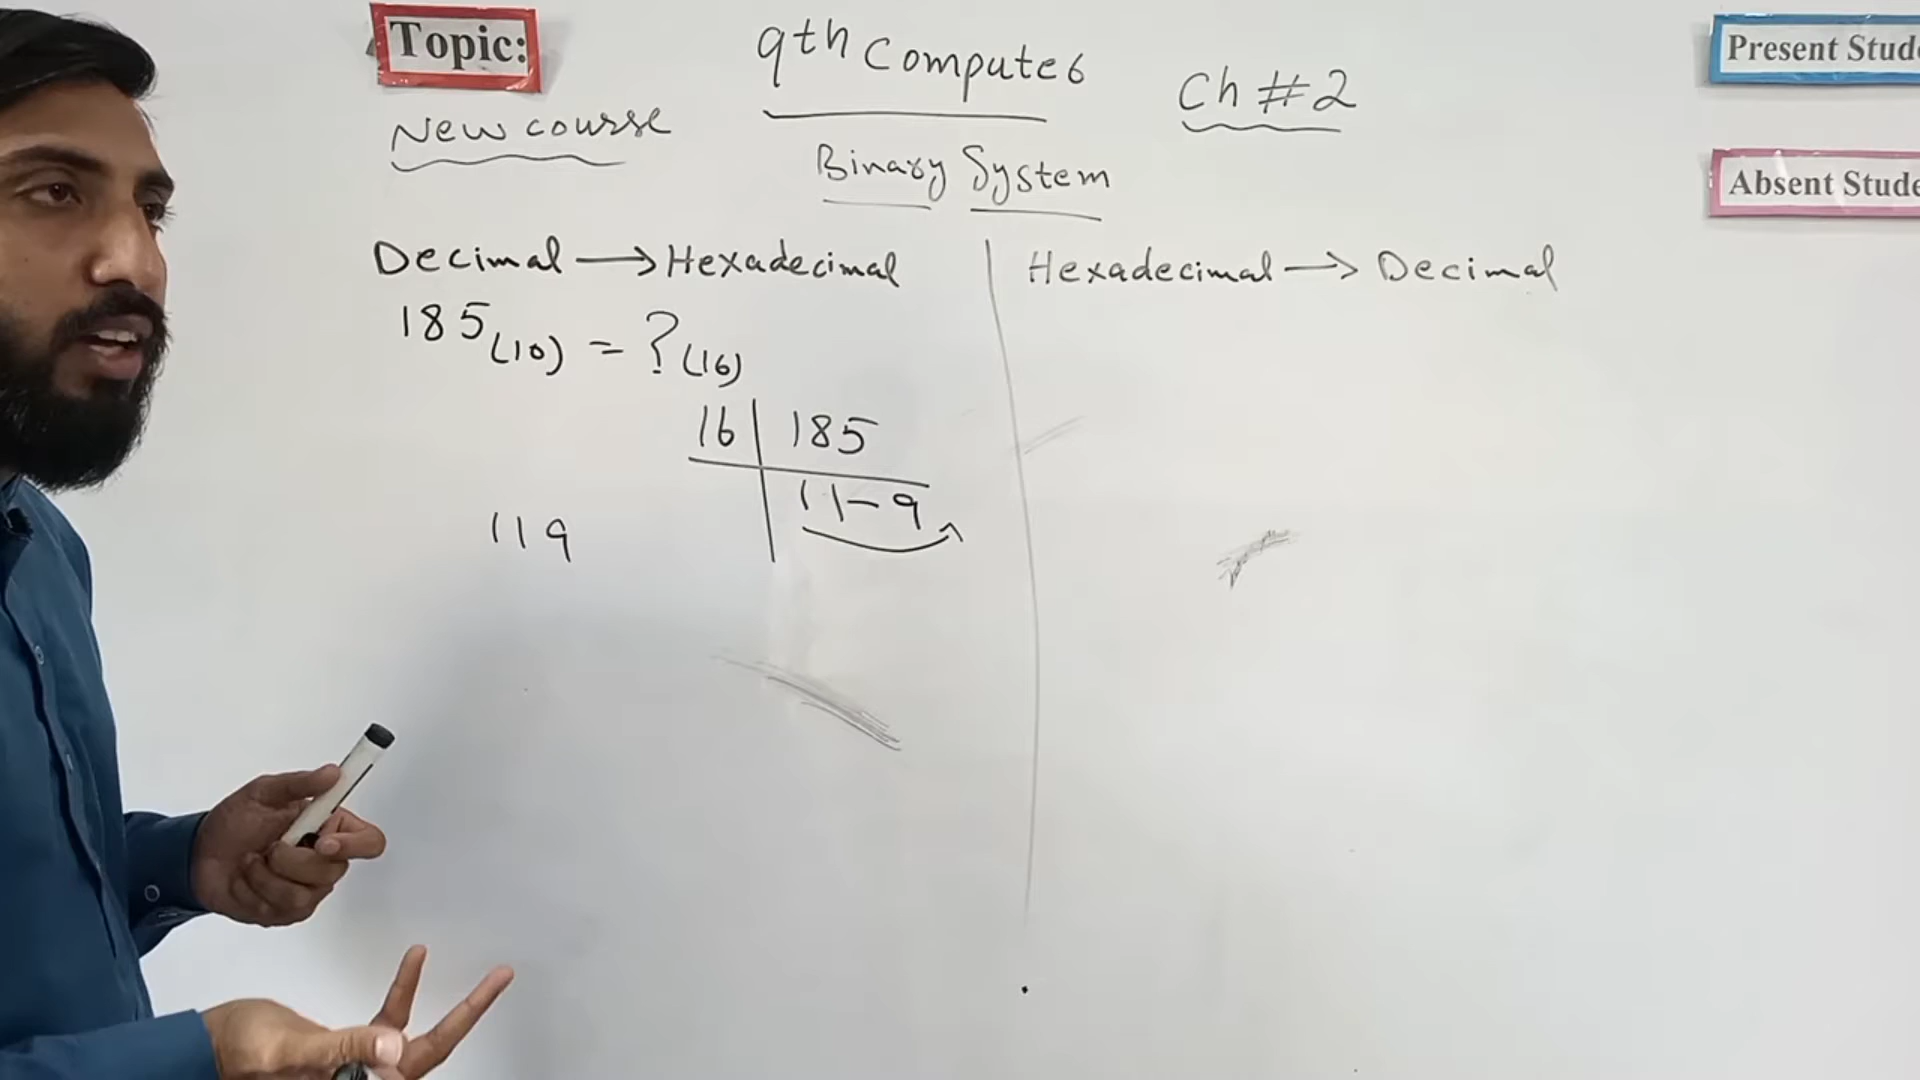 Topic:
9th Computer
Ch #2
New course
Binary System
Present Stud
Absent Stude
Decimal → Hexadecimal
185(10) = ?(16)
16 | 185
11-9
119
Hexadecimal → Decimal